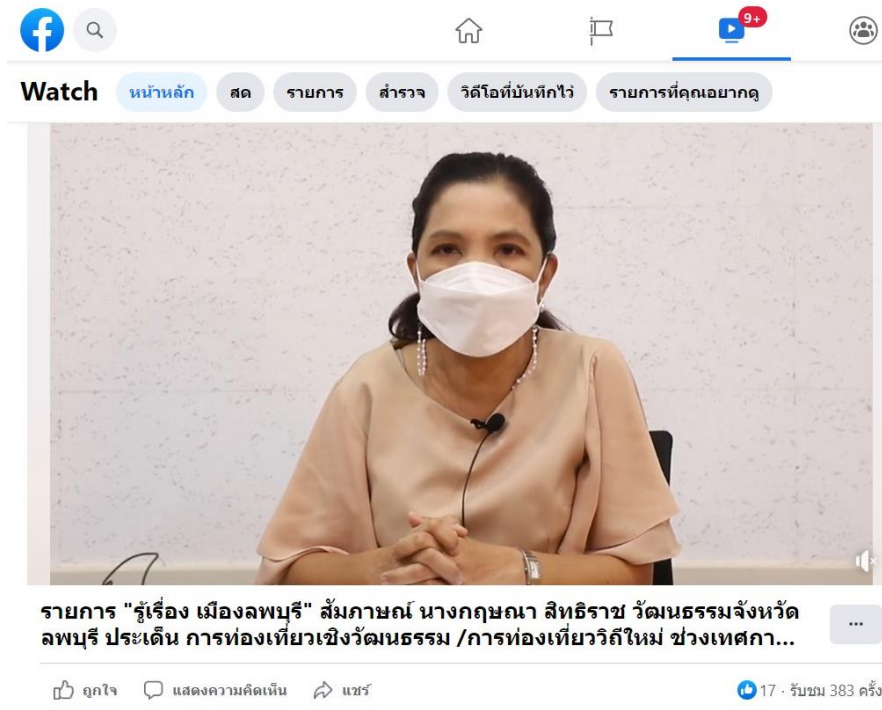 9+
Watch หน้าหลัก สด รายการ สำรวจ วิดีโอที่บันทึกไว้ รายการที่คุณอยากดู
รายการ "รู้เรื่อง เมืองลพบุรี" สัมภาษณ์ นางกฤษณา สิทธิราช วัฒนธรรมจังหวัด
ลพบุรี ประเด็น การท่องเที่ยวเชิงวัฒนธรรม /การท่องเที่ยววิถีใหม่ ช่วงเทศกา...
ถูกใจ แสดงความคิดเห็น แชร์ 17 · รับชม 383 ครั้ง